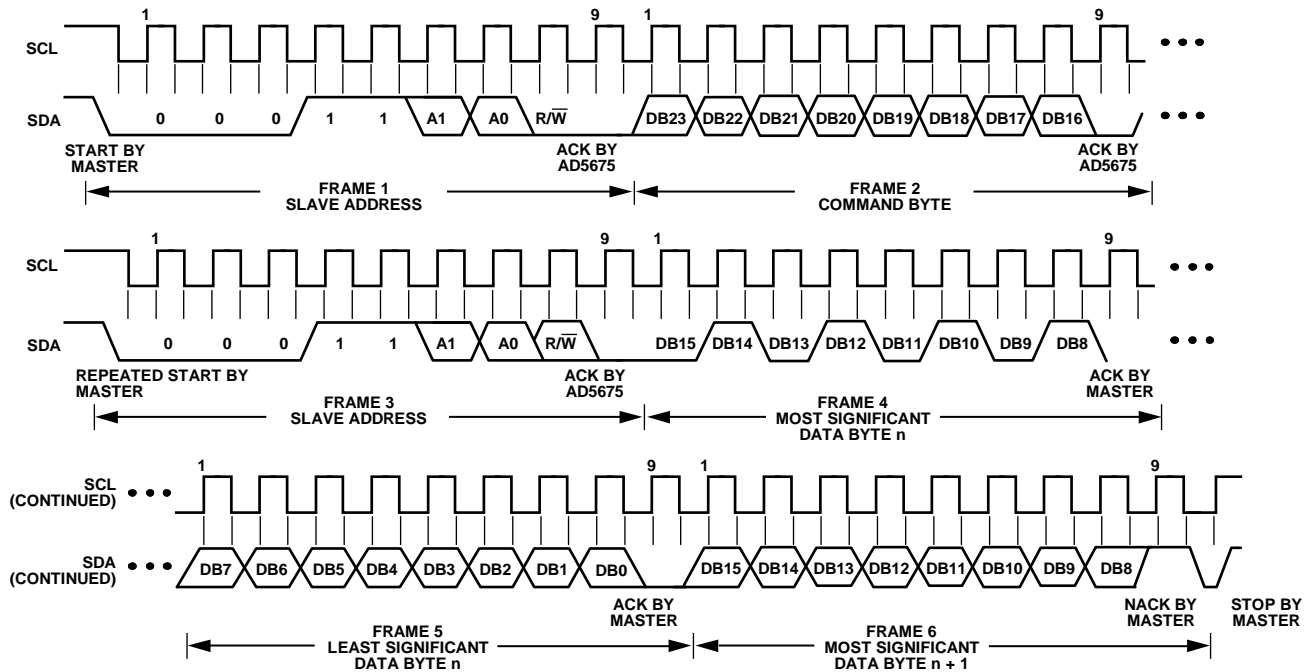 1 9 1 9
SCL
SDA 0 0 0 1 1 A1 A0 R/W̅ DB23 DB22 DB21 DB20 DB19 DB18 DB17 DB16
START BY MASTER
ACK BY AD5675
ACK BY AD5675
FRAME 1
SLAVE ADDRESS
FRAME 2
COMMAND BYTE
1 9 1 9
SCL
SDA 0 0 0 1 1 A1 A0 R/W̅ DB15 DB14 DB13 DB12 DB11 DB10 DB9 DB8
REPEATED START BY MASTER
ACK BY AD5675
ACK BY MASTER
FRAME 3
SLAVE ADDRESS
FRAME 4
MOST SIGNIFICANT
DATA BYTE n
1 9 1 9
SCL
(CONTINUED)
SDA
(CONTINUED)
DB7 DB6 DB5 DB4 DB3 DB2 DB1 DB0 DB15 DB14 DB13 DB12 DB11 DB10 DB9 DB8
ACK BY MASTER
NACK BY MASTER
STOP BY MASTER
FRAME 5
LEAST SIGNIFICANT
DATA BYTE n
FRAME 6
MOST SIGNIFICANT
DATA BYTE n + 1